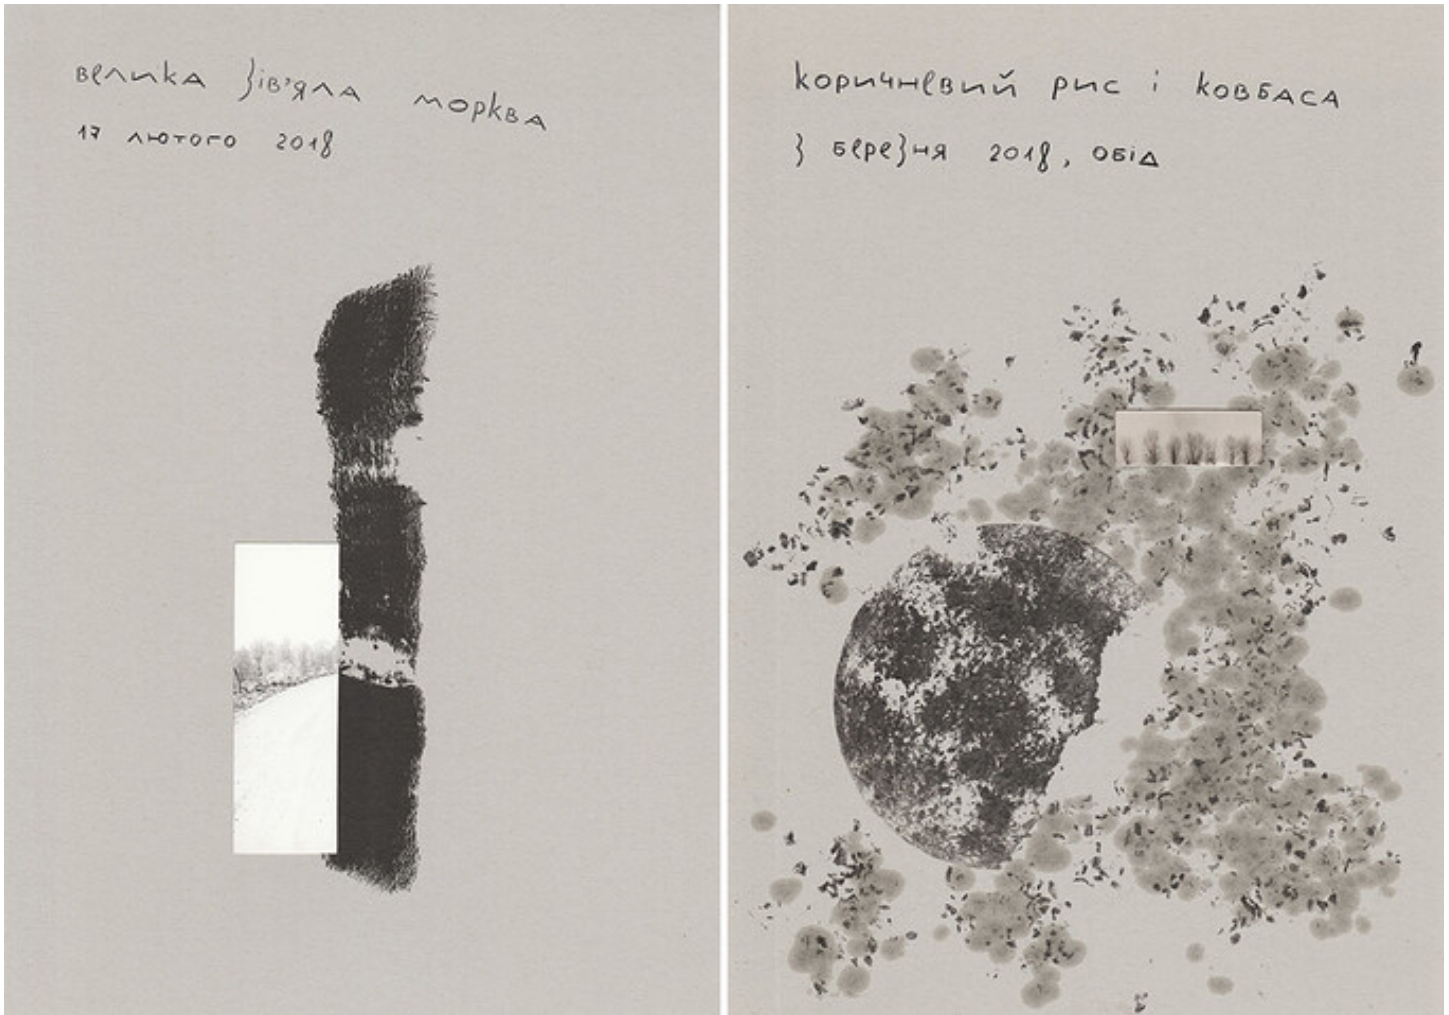 велика зів'яла морква
17 лютого 2018
коричневий рис і ковбаса
3 березня 2018, обід